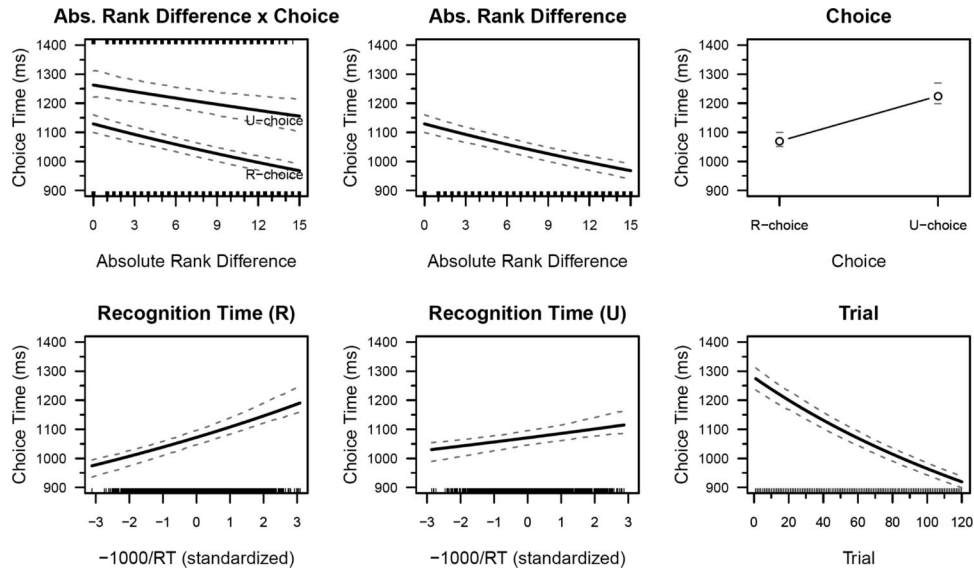 Abs. Rank Difference x Choice
Choice Time (ms)
1400
1300
1200
1100
1000
900
U−choice
R−choice
0 3 6 9 12 15
Absolute Rank Difference
Abs. Rank Difference
Choice Time (ms)
1400
1300
1200
1100
1000
900
0 3 6 9 12 15
Absolute Rank Difference
Choice
Choice Time (ms)
1400
1300
1200
1100
1000
900
R−choice U−choice
Choice
Recognition Time (R)
Choice Time (ms)
1400
1300
1200
1100
1000
900
−3 −2 −1 0 1 2 3
−1000/RT (standardized)
Recognition Time (U)
Choice Time (ms)
1400
1300
1200
1100
1000
900
−3 −2 −1 0 1 2 3
−1000/RT (standardized)
Trial
Choice Time (ms)
1400
1300
1200
1100
1000
900
0 20 40 60 80 100 120
Trial